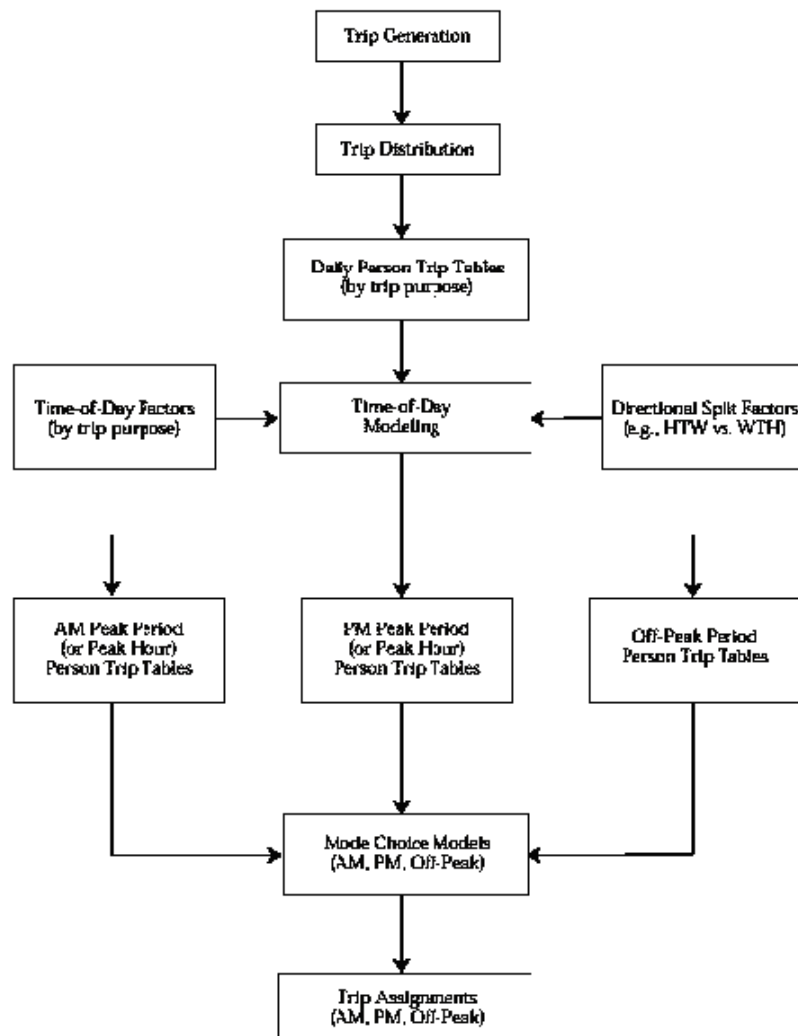 Trip Generation
Trip Distribution
Daily Person Trip Tables
(by trip purpose)
Time-of-Day Factors
(by trip purpose)
Time-of-Day
Modeling
Directional Split Factors
(e.g., HTW vs. WTH)
AM Peak Period
(or Peak Hour)
Person Trip Tables
PM Peak Period
(or Peak Hour)
Person Trip Tables
Off-Peak Period
Person Trip Tables
Mode Choice Models
(AM, PM, Off-Peak)
Trip Assignments
(AM, PM, Off-Peak)